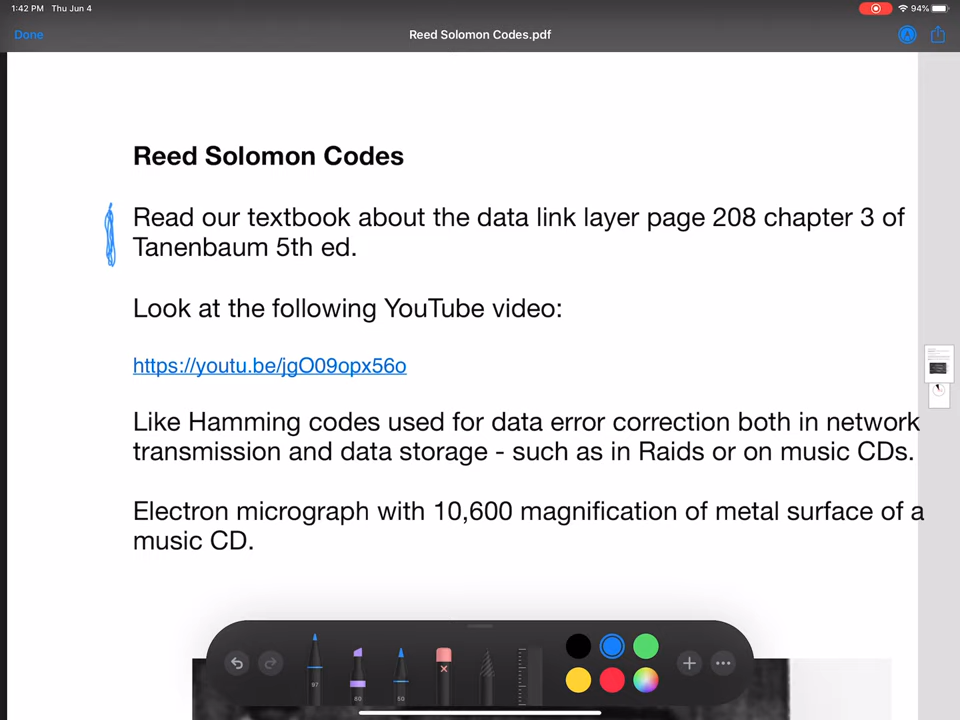 1:42 PM Thu Jun 4
94%
Done
Reed Solomon Codes.pdf
Reed Solomon Codes
Read our textbook about the data link layer page 208 chapter 3 of
Tanenbaum 5th ed.
Look at the following YouTube video:
https://youtu.be/jgO09opx56o
Like Hamming codes used for data error correction both in network
transmission and data storage - such as in Raids or on music CDs.
Electron micrograph with 10,600 magnification of metal surface of a
music CD.
97
80
50